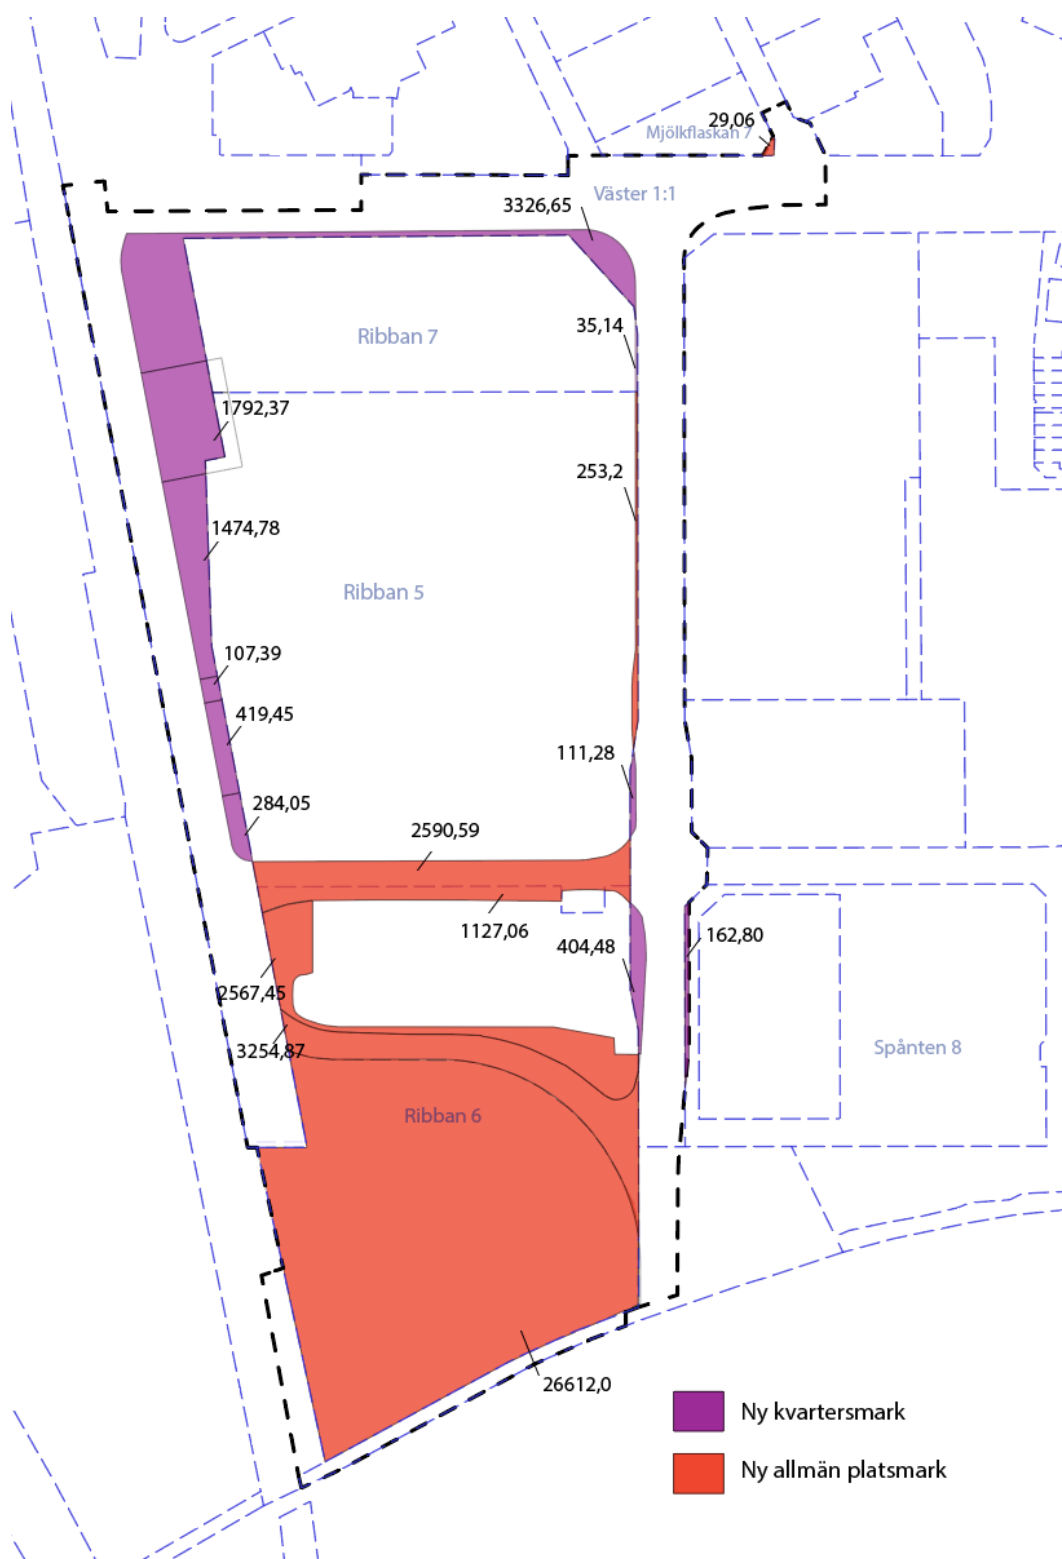 29,06
Mjölkflaskan 7
Väster 1:1
3326,65
35,14
Ribban 7
1792,37
253,2
1474,78
Ribban 5
107,39
419,45
111,28
284,05
2590,59
1127,06
404,48
162,80
2567,45
3254,87
Spånten 8
Ribban 6
26612,0
Ny kvartersmark
Ny allmän platsmark